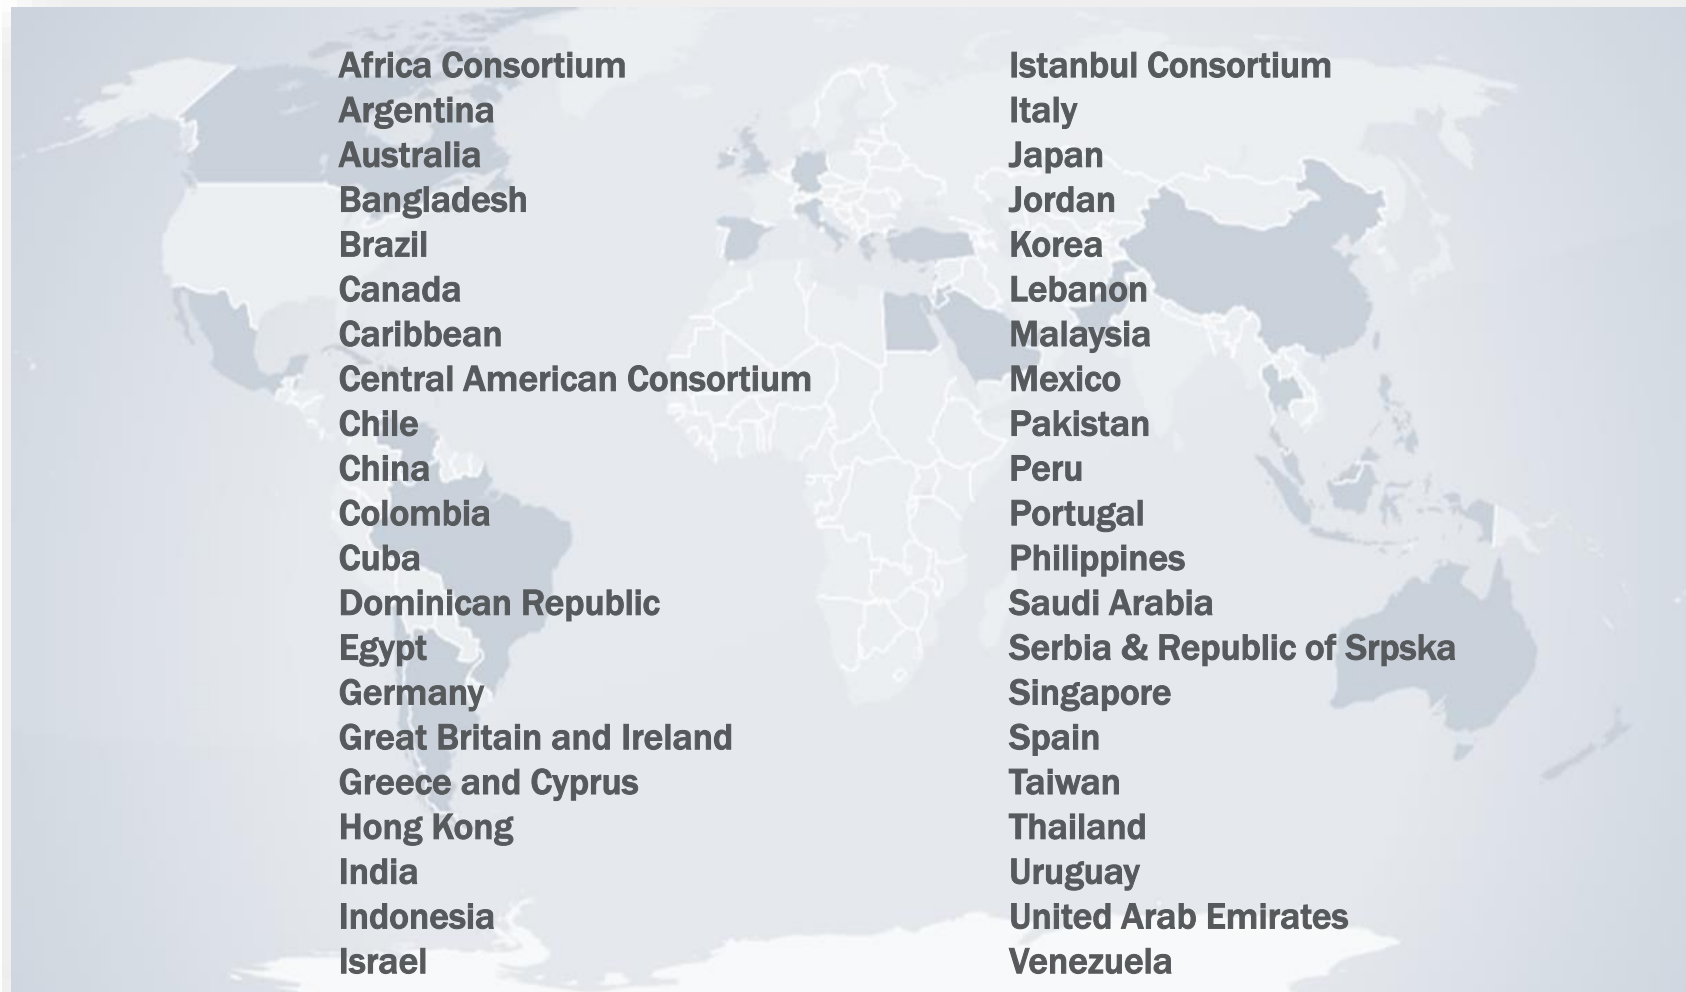 Africa Consortium
Argentina
Australia
Bangladesh
Brazil
Canada
Caribbean
Central American Consortium
Chile
China
Colombia
Cuba
Dominican Republic
Egypt
Germany
Great Britain and Ireland
Greece and Cyprus
Hong Kong
India
Indonesia
Israel
Istanbul Consortium
Italy
Japan
Jordan
Korea
Lebanon
Malaysia
Mexico
Pakistan
Peru
Portugal
Philippines
Saudi Arabia
Serbia & Republic of Srpska
Singapore
Spain
Taiwan
Thailand
Uruguay
United Arab Emirates
Venezuela